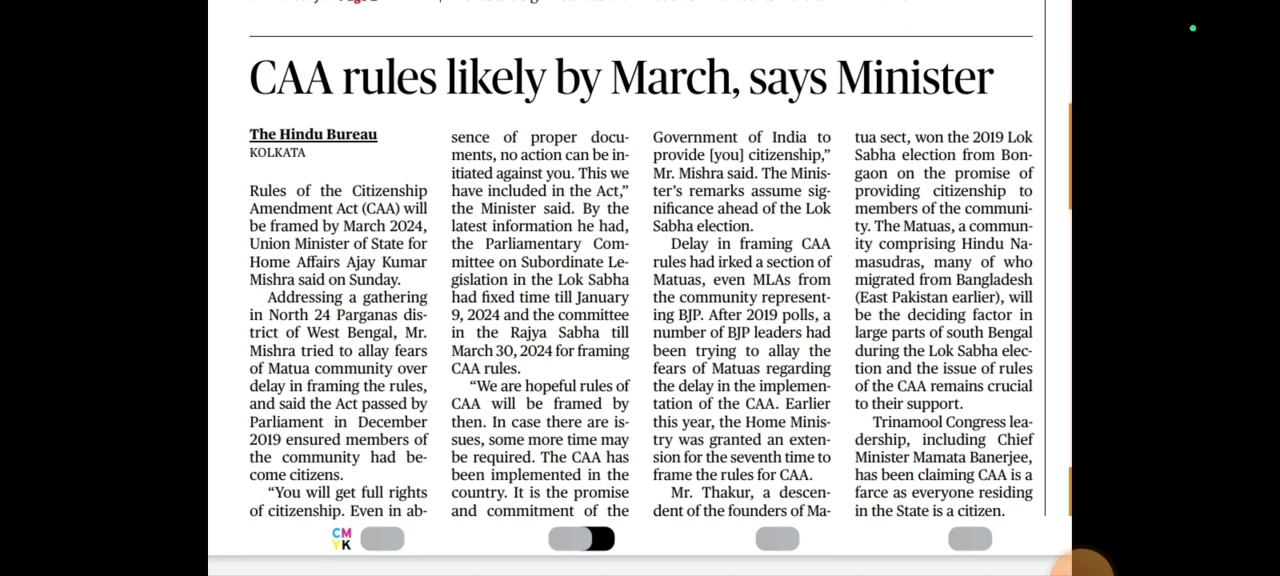 CAA rules likely by March, says Minister
The Hindu Bureau
KOLKATA
Rules of the Citizenship
Amendment Act (CAA) will
be framed by March 2024,
Union Minister of State for
Home Affairs Ajay Kumar
Mishra said on Sunday.
Addressing a gathering
in North 24 Parganas dis-
trict of West Bengal, Mr.
Mishra tried to allay fears
of Matua community over
delay in framing the rules,
and said the Act passed by
Parliament in December
2019 ensured members of
the community had be-
come citizens.
“You will get full rights
of citizenship. Even in ab-
sence of proper docu-
ments, no action can be in-
itiated against you. This we
have included in the Act,”
the Minister said. By the
latest information he had,
the Parliamentary Com-
mittee on Subordinate Le-
gislation in the Lok Sabha
had fixed time till January
9, 2024 and the committee
in the Rajya Sabha till
March 30, 2024 for framing
CAA rules.
“We are hopeful rules of
CAA will be framed by
then. In case there are is-
sues, some more time may
be required. The CAA has
been implemented in the
country. It is the promise
and commitment of the
Government of India to
provide [you] citizenship,”
Mr. Mishra said. The Minis-
ter’s remarks assume sig-
nificance ahead of the Lok
Sabha election.
Delay in framing CAA
rules had irked a section of
Matuas, even MLAs from
the community represent-
ing BJP. After 2019 polls, a
number of BJP leaders had
been trying to allay the
fears of Matuas regarding
the delay in the implemen-
tation of the CAA. Earlier
this year, the Home Minis-
try was granted an exten-
sion for the seventh time to
frame the rules for CAA.
Mr. Thakur, a descen-
dent of the founders of Ma-
tua sect, won the 2019 Lok
Sabha election from Bon-
gaon on the promise of
providing citizenship to
members of the communi-
ty. The Matuas, a commun-
ity comprising Hindu Na-
masudras, many of who
migrated from Bangladesh
(East Pakistan earlier), will
be the deciding factor in
large parts of south Bengal
during the Lok Sabha elec-
tion and the issue of rules
of the CAA remains crucial
to their support.
Trinamool Congress lea-
dership, including Chief
Minister Mamata Banerjee,
has been claiming CAA is a
farce as everyone residing
in the State is a citizen.
CM
YK